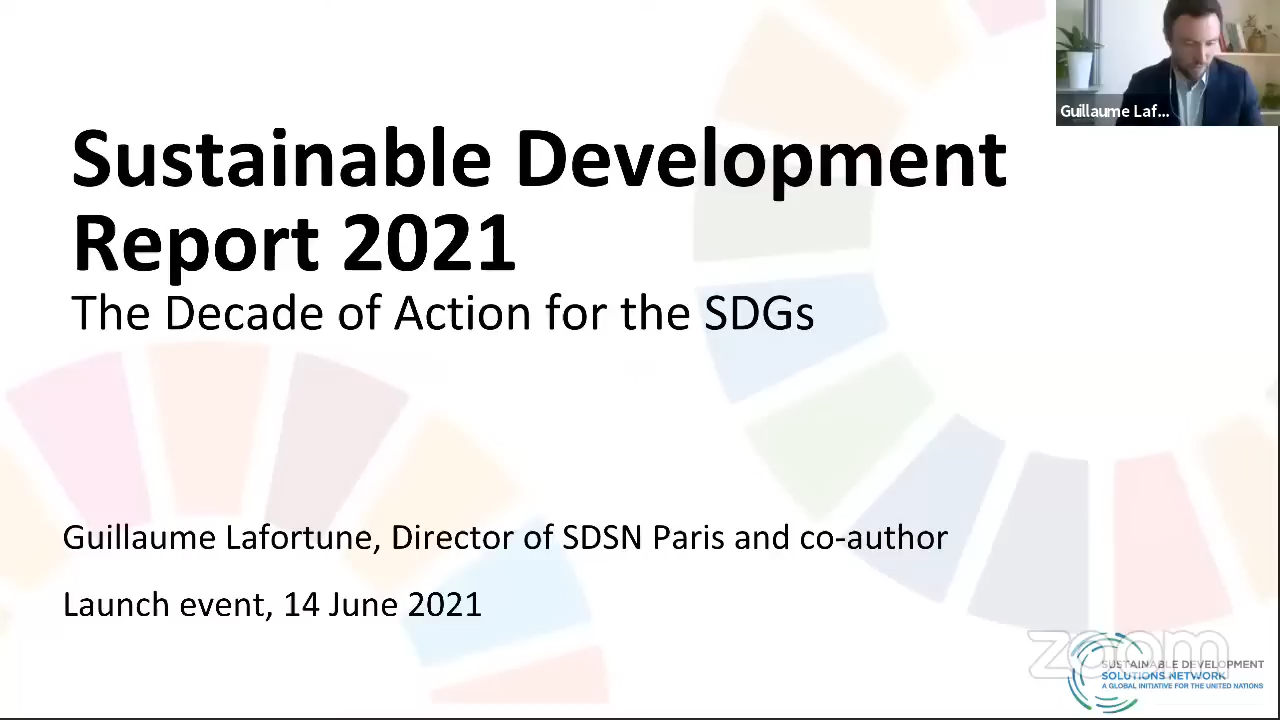 Guillaume Laf...
Sustainable Development
Report 2021
The Decade of Action for the SDGs
Guillaume Lafortune, Director of SDSN Paris and co-author
Launch event, 14 June 2021
zoom
SUSTAINABLE DEVELOPMENT
SOLUTIONS NETWORK
A GLOBAL INITIATIVE FOR THE UNITED NATIONS